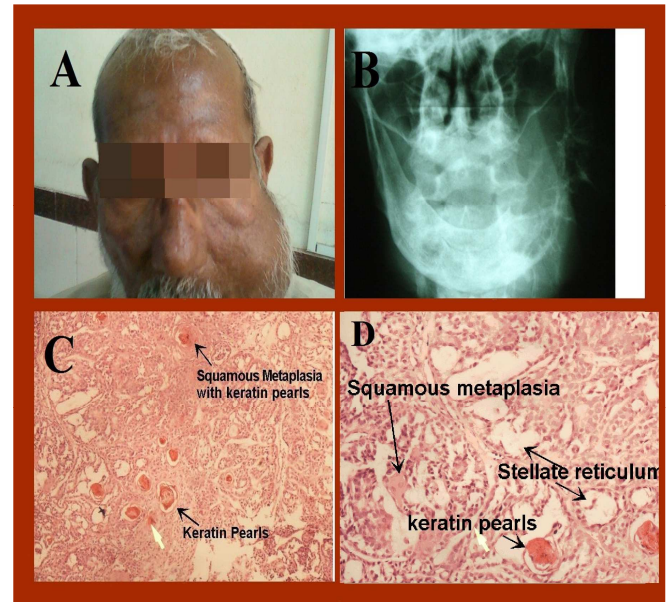 A
B
C
Squamous Metaplasia
with keratin pearls
Keratin Pearls
D
Squamous metaplasia
Stellate reticulum
keratin pearls